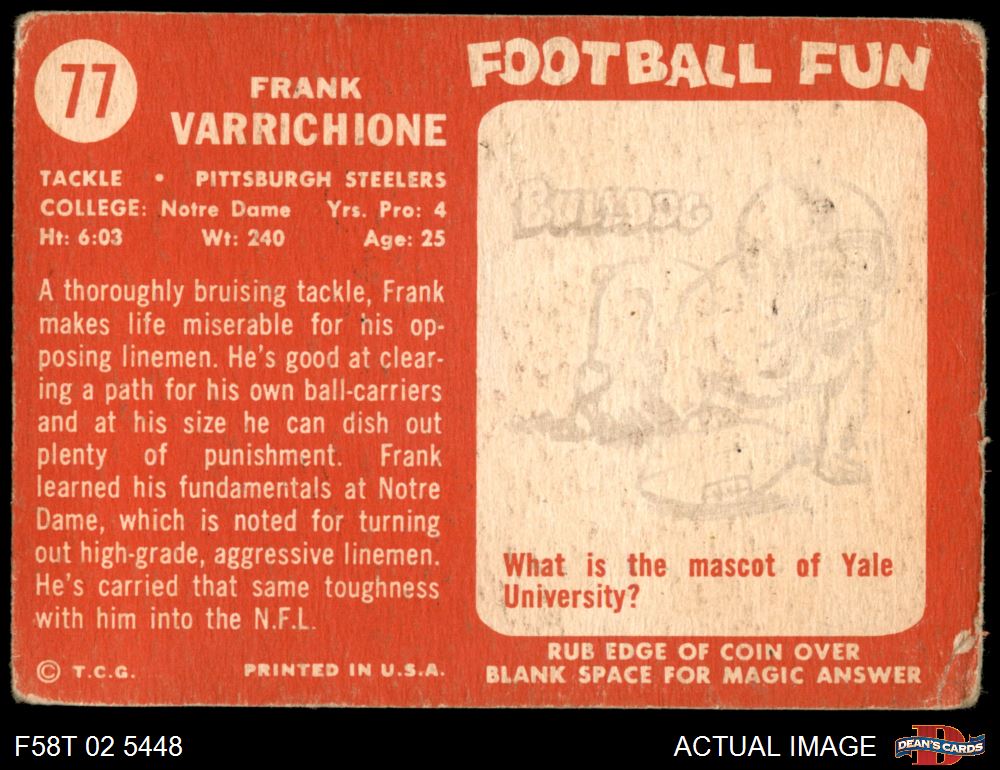 77
FRANK
VARRICHIONE
TACKLE • PITTSBURGH STEELERS
COLLEGE: Notre Dame Yrs. Pro: 4
Ht: 6:03 Wt: 240 Age: 25
A thoroughly bruising tackle, Frank
makes life miserable for his op-
posing linemen. He's good at clear-
ing a path for his own ball-carriers
and at his size he can dish out
plenty of punishment. Frank
learned his fundamentals at Notre
Dame, which is noted for turning
out high-grade, aggressive linemen.
He's carried that same toughness
with him into the N.F.L.
© T.C.G. PRINTED IN U.S.A.
FOOTBALL FUN
BULLDOG
What is the mascot of Yale
University?
RUB EDGE OF COIN OVER
BLANK SPACE FOR MAGIC ANSWER
F58T 02 5448
ACTUAL IMAGE
D
DEAN'S CARDS